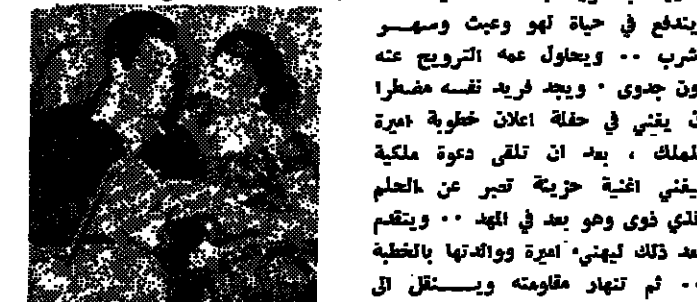 يندفع في حياة لهو وعبث وسهـــر
شرب .. ويحاول عمه الترويح عنه
ون جدوى . ويجد فريد نفسه مضطرا
ن يغني في حفلة اعلان خطوبة اميرة
لملك ، بعد ان تلقى دعوة ملكية
يغني اغنية حزينة تعبر عن الحلم
لذي ذوى وهو بعد في المهد .. ويتقدم
عد ذلك ليهنيء اميرة ووالدتها بالخطبة
.. ثم تنهار مقاومته ويـــــنقل الى